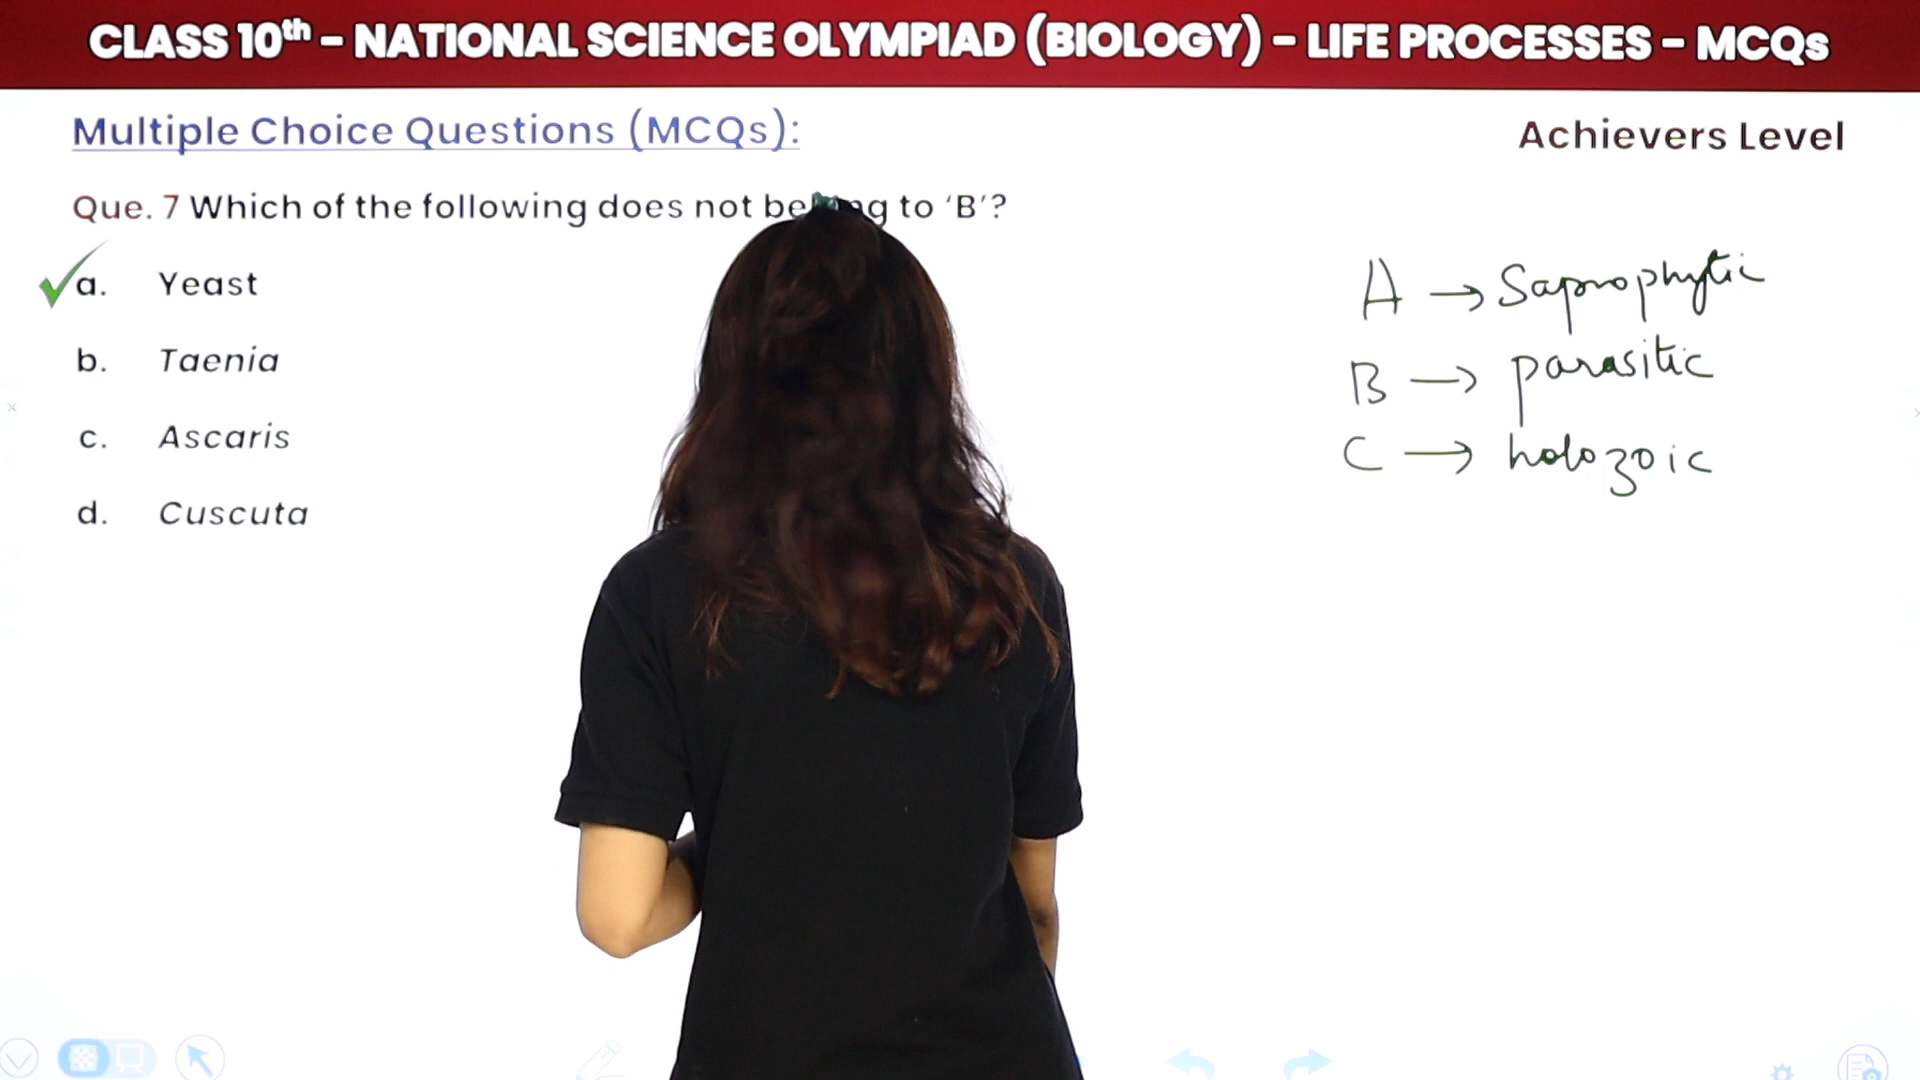 CLASS 10th - NATIONAL SCIENCE OLYMPIAD (BIOLOGY) - LIFE PROCESSES - MCQs
Multiple Choice Questions (MCQs):
Achievers Level
Que. 7 Which of the following does not belong to ‘B’?
a. Yeast
b. Taenia
c. Ascaris
d. Cuscuta
A → Saprophytic
B → parasitic
C → holozoic